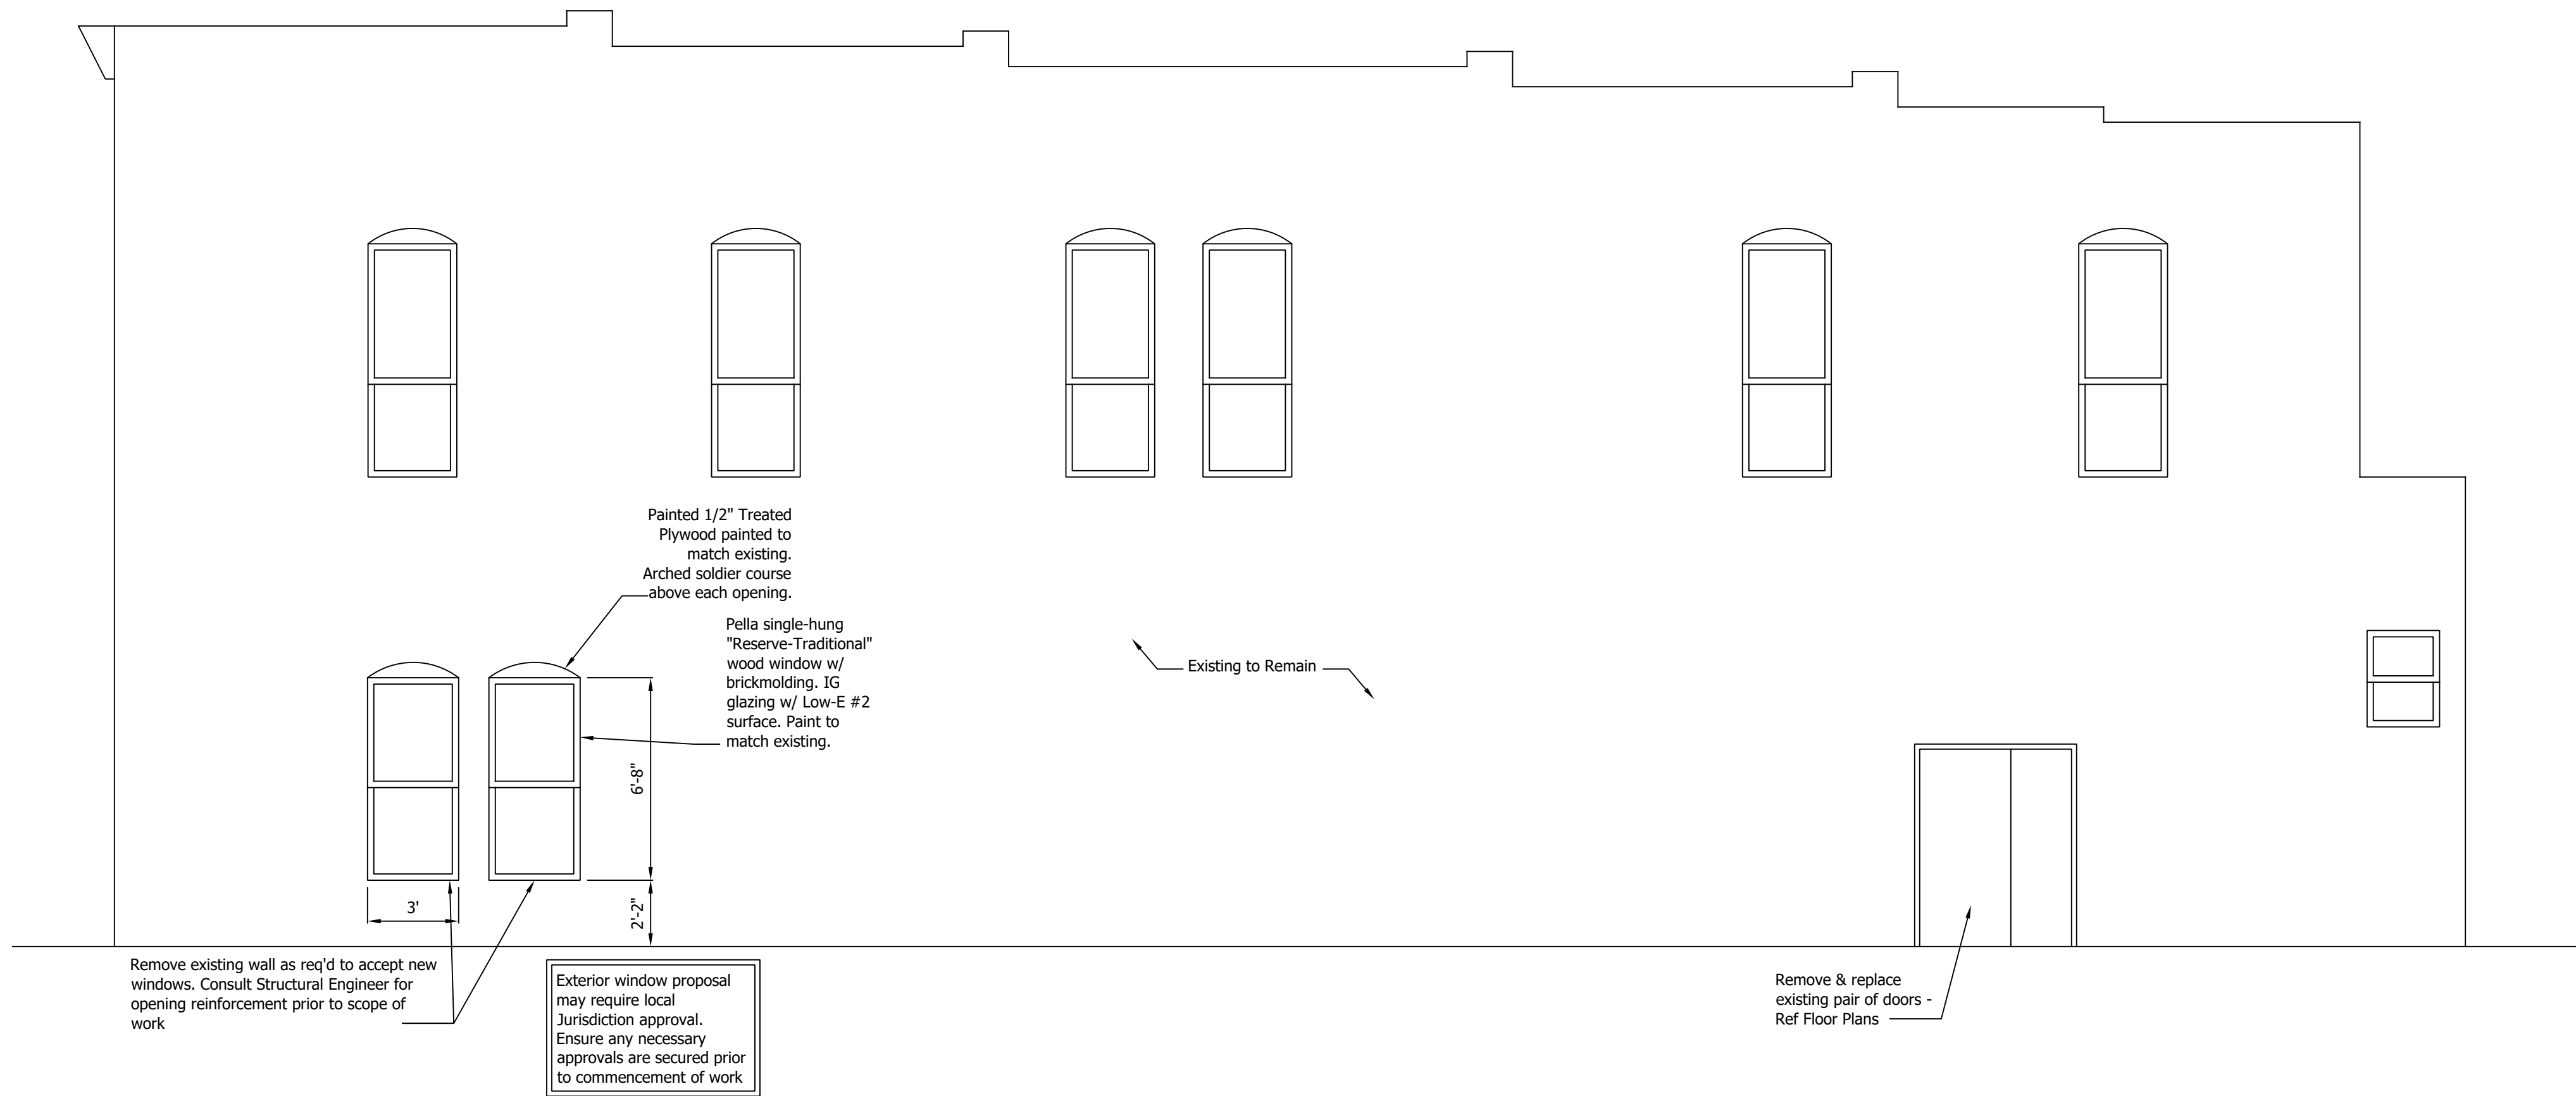 Painted 1/2" Treated
Plywood painted to
match existing.
Arched soldier course
above each opening.
Pella single-hung
"Reserve-Traditional"
wood window w/
brickmolding. IG
glazing w/ Low-E #2
surface. Paint to
match existing.
Existing to Remain
6'-8"
3'
2'-2"
Remove existing wall as req'd to accept new
windows. Consult Structural Engineer for
opening reinforcement prior to scope of
work
Exterior window proposal
may require local
Jurisdiction approval.
Ensure any necessary
approvals are secured prior
to commencement of work
Remove & replace
existing pair of doors -
Ref Floor Plans